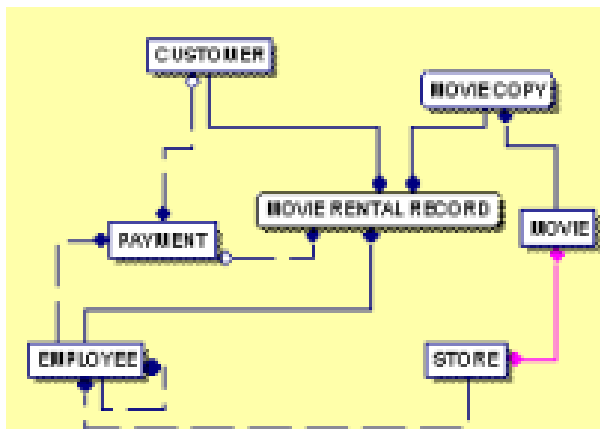 CUSTOMER
MOVIE COPY
MOVIE RENTAL RECORD
PAYMENT
MOVIE
EMPLOYEE
STORE